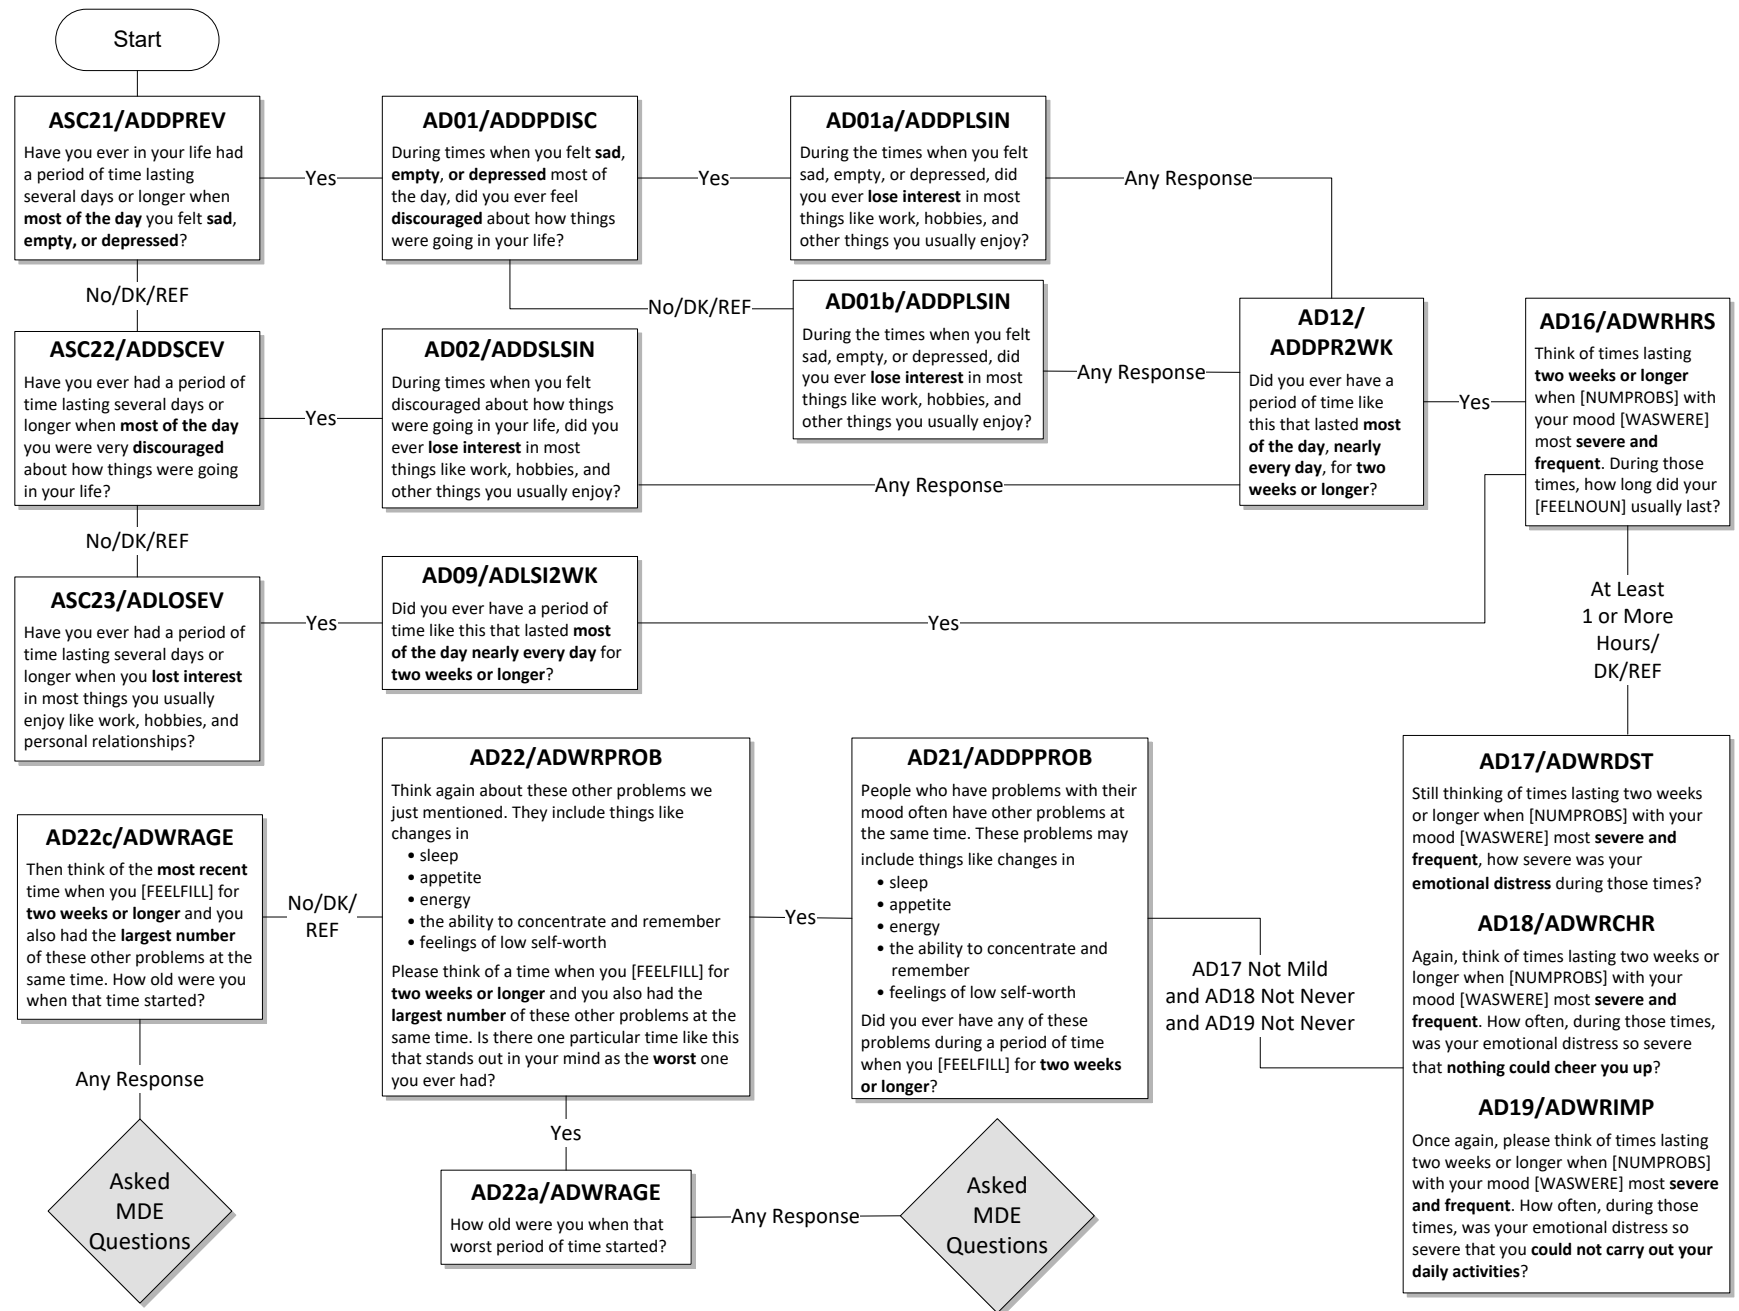 Start
ASC21/ADDPREV
Have you ever in your life had
a period of time lasting
several days or longer when
most of the day you felt sad,
empty, or depressed?
Yes
AD01/ADDPDISC
During times when you felt sad,
empty, or depressed most of
the day, did you ever feel
discouraged about how things
were going in your life?
Yes
AD01a/ADDPLSIN
During the times when you felt
sad, empty, or depressed, did
you ever lose interest in most
things like work, hobbies, and
other things you usually enjoy?
Any Response
No/DK/REF
No/DK/REF
AD01b/ADDPLSIN
During the times when you felt
sad, empty, or depressed, did
you ever lose interest in most
things like work, hobbies, and
other things you usually enjoy?
Any Response
ASC22/ADDSCEV
Have you ever had a period of
time lasting several days or
longer when most of the day
you were very discouraged
about how things were going
in your life?
Yes
AD02/ADDSLSIN
During times when you felt
discouraged about how things
were going in your life, did you
ever lose interest in most
things like work, hobbies, and
other things you usually enjoy?
Any Response
AD12/
ADDPR2WK
Did you ever have a
period of time like
this that lasted most
of the day, nearly
every day, for two
weeks or longer?
Yes
AD16/ADWRHRS
Think of times lasting
two weeks or longer
when [NUMPROBS] with
your mood [WASWERE]
most severe and
frequent. During those
times, how long did your
[FEELNOUN] usually last?
No/DK/REF
ASC23/ADLOSEV
Have you ever had a period of
time lasting several days or
longer when you lost interest
in most things you usually
enjoy like work, hobbies, and
personal relationships?
Yes
AD09/ADLSI2WK
Did you ever have a period of
time like this that lasted most
of the day nearly every day for
two weeks or longer?
Yes
At Least
1 or More
Hours/
DK/REF
AD17/ADWRDST
Still thinking of times lasting two weeks
or longer when [NUMPROBS] with your
mood [WASWERE] most severe and
frequent, how severe was your
emotional distress during those times?
AD18/ADWRCHR
Again, think of times lasting two weeks or
longer when [NUMPROBS] with your
mood [WASWERE] most severe and
frequent. How often, during those times,
was your emotional distress so severe
that nothing could cheer you up?
AD19/ADWRIMP
Once again, please think of times lasting
two weeks or longer when [NUMPROBS]
with your mood [WASWERE] most severe
and frequent. How often, during those
times, was your emotional distress so
severe that you could not carry out your
daily activities?
AD17 Not Mild
and AD18 Not Never
and AD19 Not Never
AD21/ADDPPROB
People who have problems with their
mood often have other problems at
the same time. These problems may
include things like changes in
• sleep
• appetite
• energy
• the ability to concentrate and
remember
• feelings of low self-worth
Did you ever have any of these
problems during a period of time
when you [FEELFILL] for two weeks
or longer?
Yes
AD22/ADWRPROB
Think again about these other problems we
just mentioned. They include things like
changes in
• sleep
• appetite
• energy
• the ability to concentrate and remember
• feelings of low self-worth
Please think of a time when you [FEELFILL] for
two weeks or longer and you also had the
largest number of these other problems at the
same time. Is there one particular time like this
that stands out in your mind as the worst one
you ever had?
No/DK/
REF
AD22c/ADWRAGE
Then think of the most recent
time when you [FEELFILL] for
two weeks or longer and you
also had the largest number
of these other problems at the
same time. How old were you
when that time started?
Any Response
Asked
MDE
Questions
Yes
AD22a/ADWRAGE
How old were you when that
worst period of time started?
Any Response
Asked
MDE
Questions